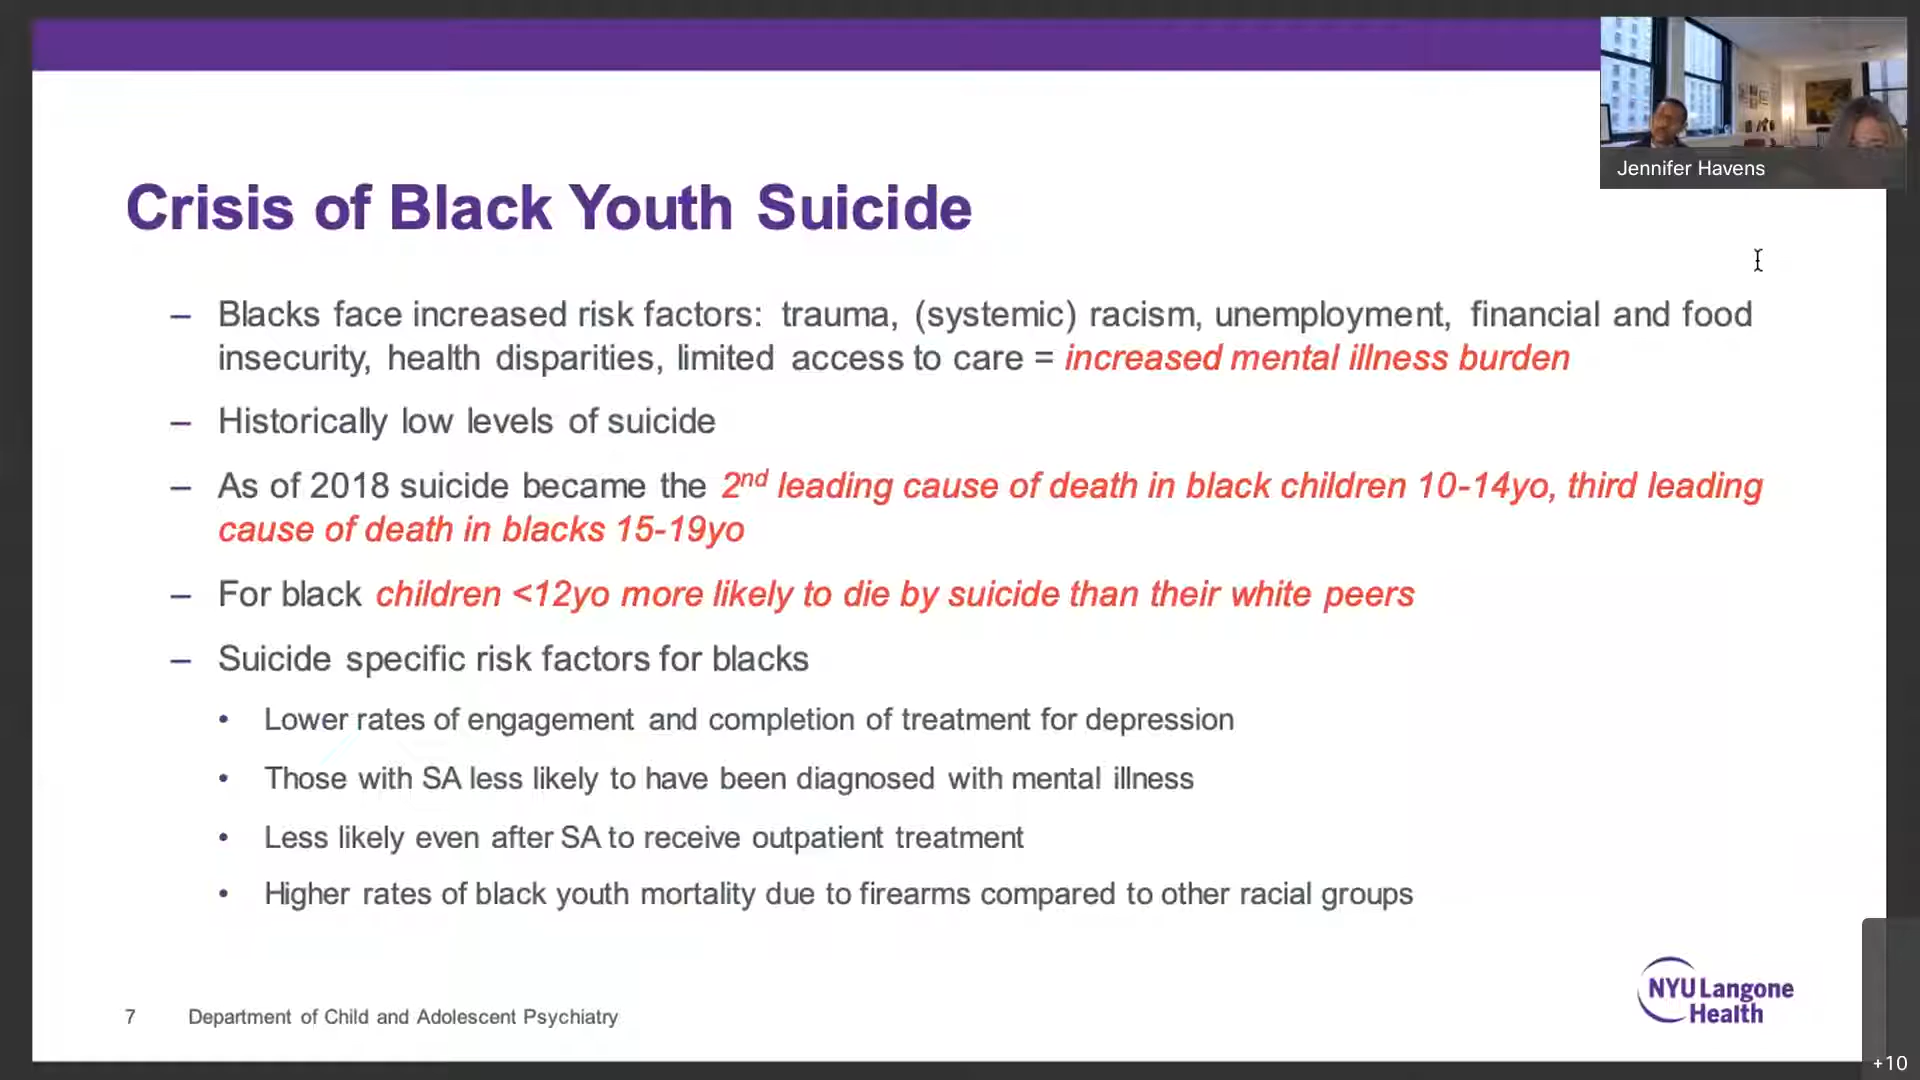 Jennifer Havens
Crisis of Black Youth Suicide
– Blacks face increased risk factors: trauma, (systemic) racism, unemployment, financial and food
insecurity, health disparities, limited access to care = increased mental illness burden
– Historically low levels of suicide
– As of 2018 suicide became the 2nd leading cause of death in black children 10-14yo, third leading
cause of death in blacks 15-19yo
– For black children <12yo more likely to die by suicide than their white peers
– Suicide specific risk factors for blacks
• Lower rates of engagement and completion of treatment for depression
• Those with SA less likely to have been diagnosed with mental illness
• Less likely even after SA to receive outpatient treatment
• Higher rates of black youth mortality due to firearms compared to other racial groups
7 Department of Child and Adolescent Psychiatry
NYU Langone
Health
+10